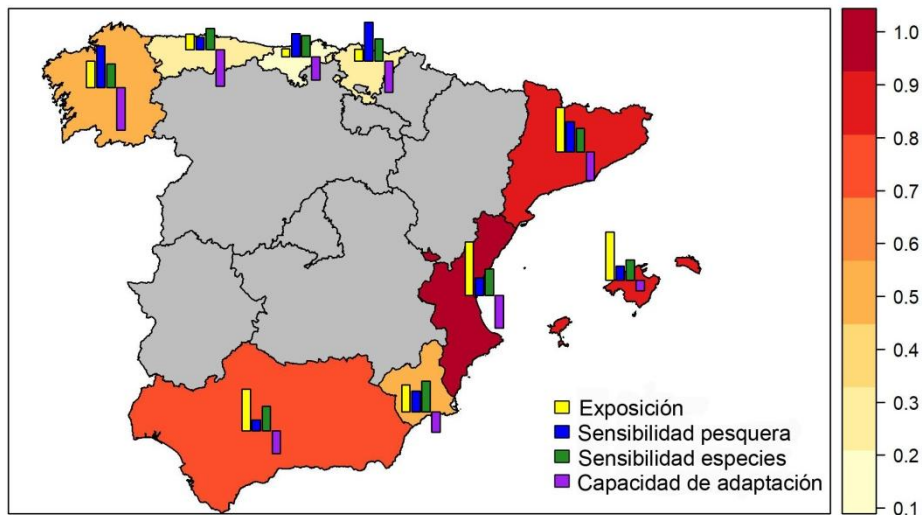 1.0
0.9
0.8
0.7
0.6
0.5
0.4
0.3
0.2
0.1
Exposición
Sensibilidad pesquera
Sensibilidad especies
Capacidad de adaptación